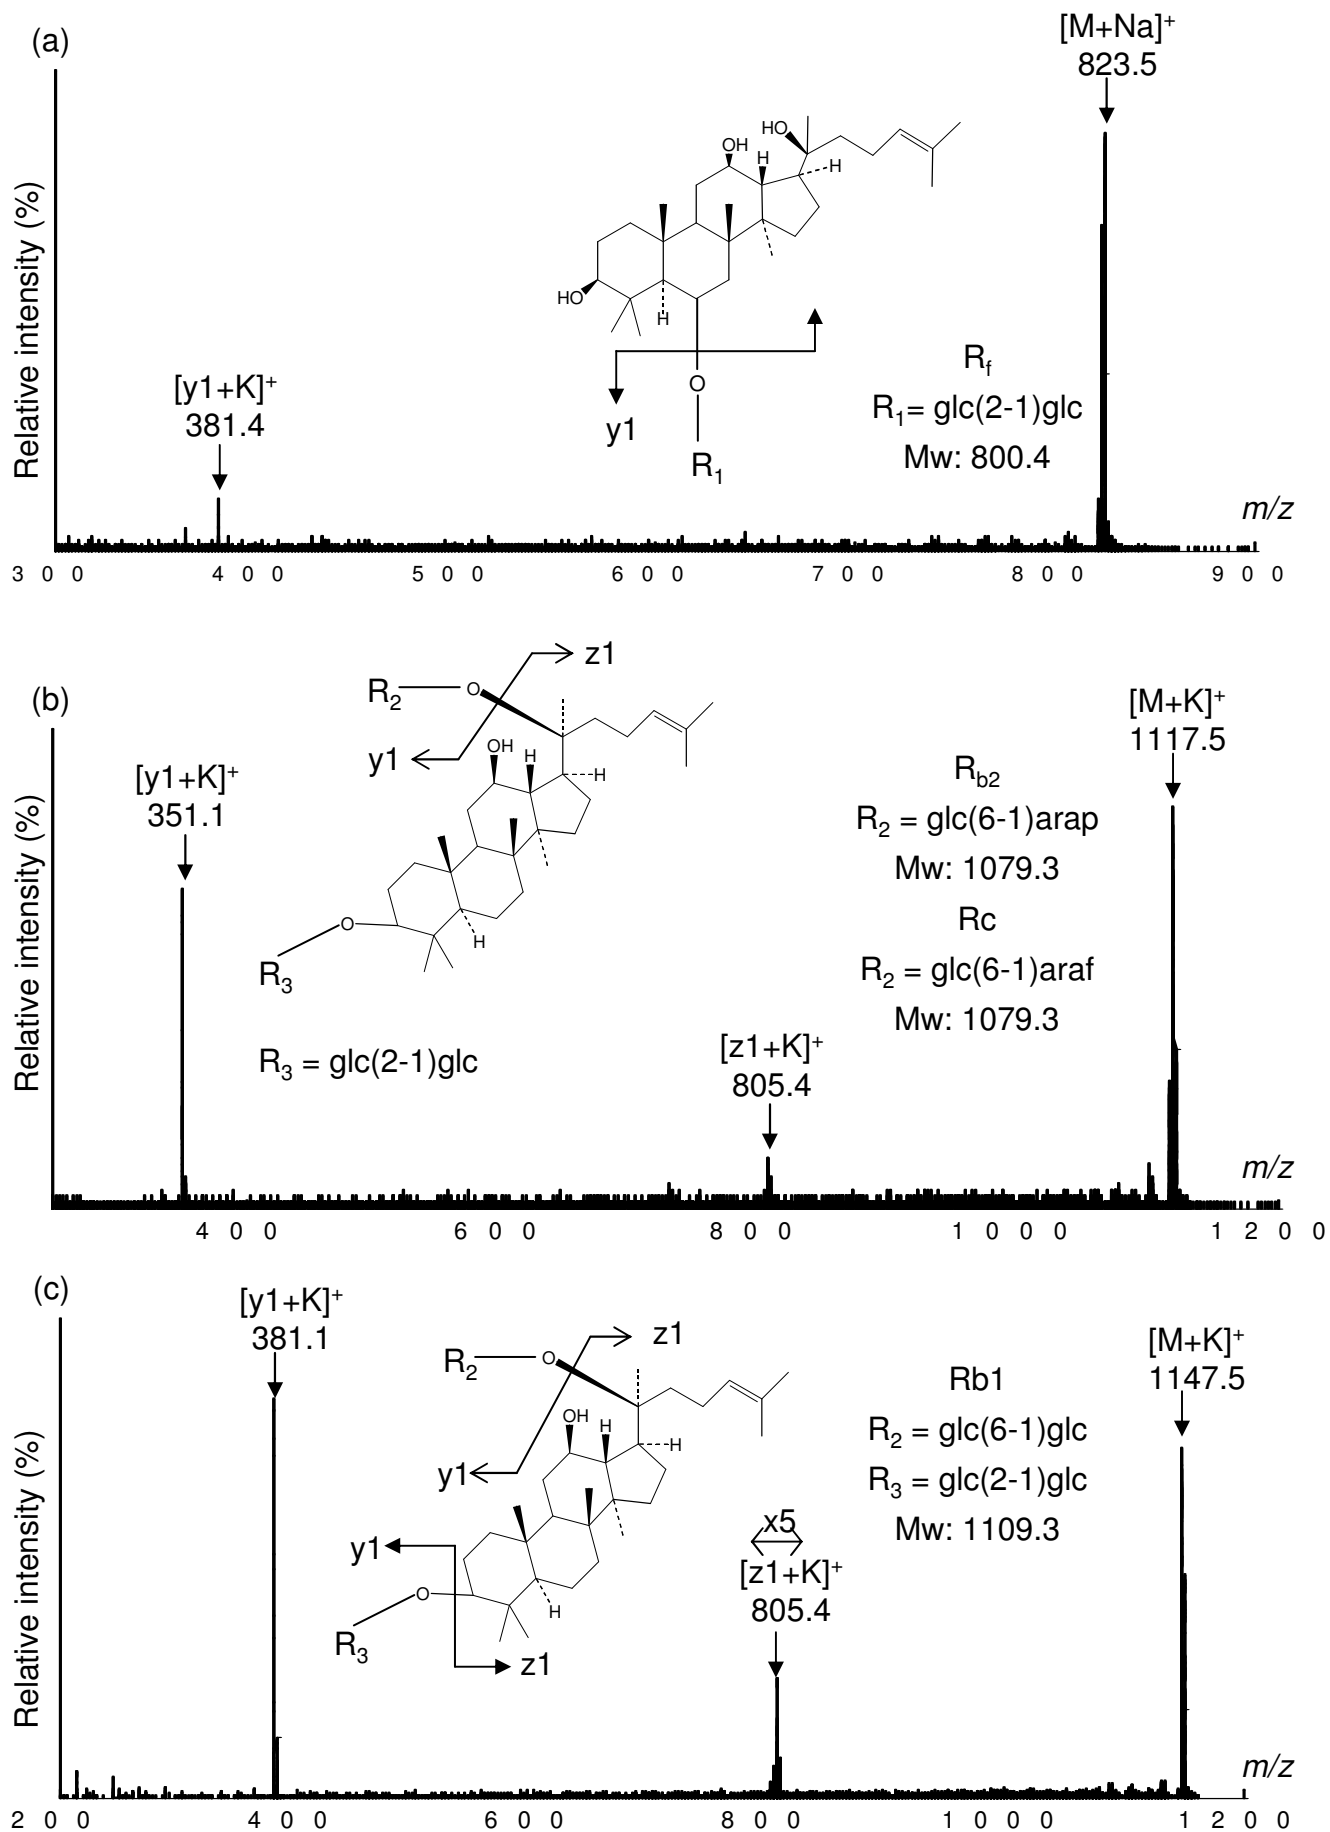 (a)
[M+Na]+
823.5
HO
OH
H
H
HO
H
[y1+K]+
381.4
Rf
R1= glc(2-1)glc
Mw: 800.4
y1
O
R1
Relative intensity (%)
m/z
3 0 0 4 0 0 5 0 0 6 0 0 7 0 0 8 0 0 9 0 0
(b)
z1
R2
O
y1
OH
H
H
[y1+K]+
351.1
[M+K]+
1117.5
Rb2
R2 = glc(6-1)arap
Mw: 1079.3
Rc
R2 = glc(6-1)araf
Mw: 1079.3
O
H
R3
R3 = glc(2-1)glc
[z1+K]+
805.4
Relative intensity (%)
m/z
4 0 0 6 0 0 8 0 0 1 0 0 0 1 2 0 0
(c)
[y1+K]+
381.1
z1
R2
O
OH
H
H
y1
[M+K]+
1147.5
Rb1
R2 = glc(6-1)glc
R3 = glc(2-1)glc
Mw: 1109.3
y1
O
H
R3
z1
x5
[z1+K]+
805.4
Relative intensity (%)
m/z
2 0 0 4 0 0 6 0 0 8 0 0 1 0 0 0 1 2 0 0